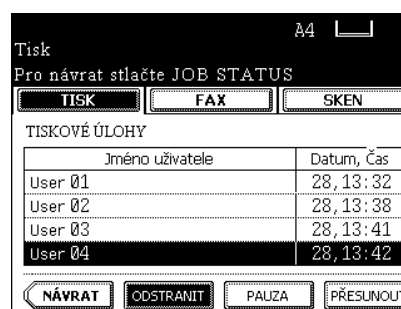 A4
Tisk
Pro návrat stlačte JOB STATUS
TISK FAX SKEN
TISKOVÉ ÚLOHY
Jméno uživatele Datum, Čas
User 01 28,13:32
User 02 28,13:38
User 03 28,13:41
User 04 28,13:42
NÁVRAT ODSTRANIT PAUZA PŘESUNOU